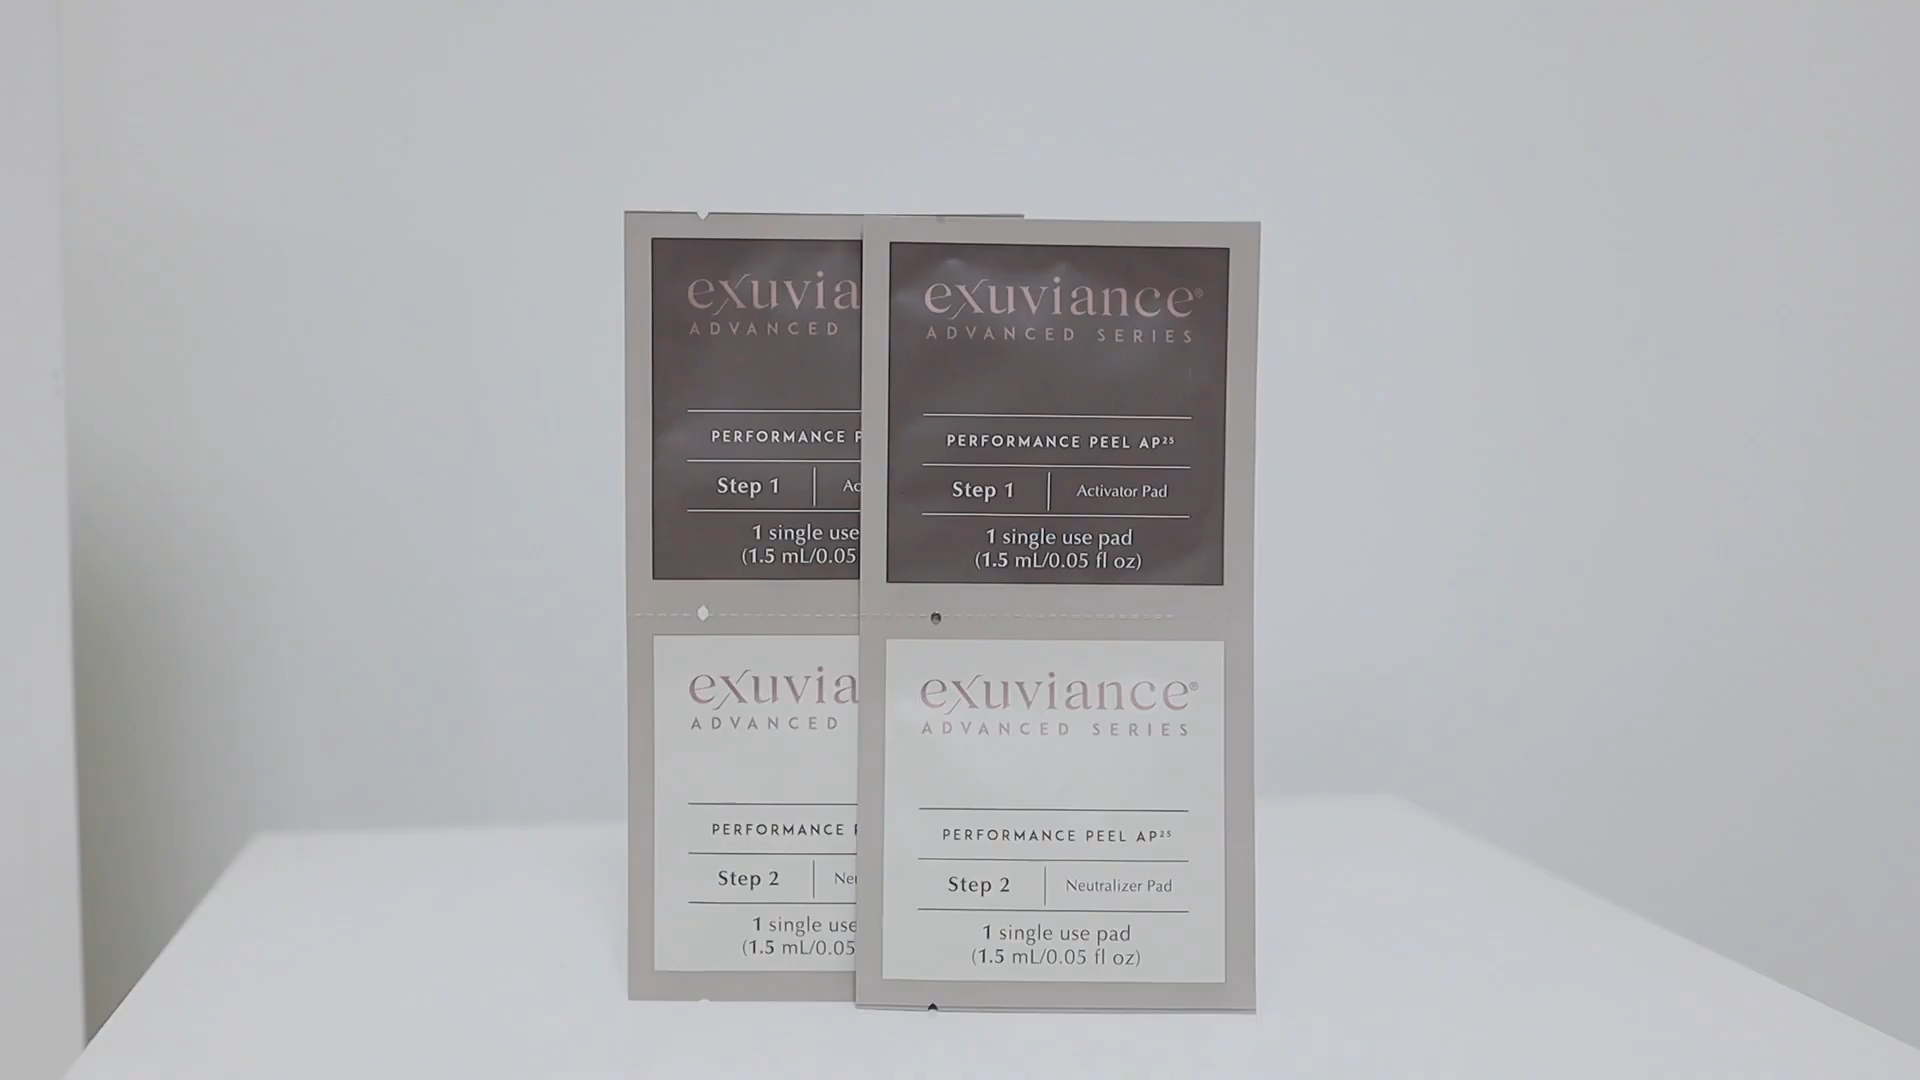 exuvia
ADVANCED
PERFORMANCE P
Step 1
Ac
1 single use
(1.5 mL/0.05
exuvia
ADVANCED
PERFORMANCE P
Step 2
Neu
1 single use
(1.5 mL/0.05
exuviance®
ADVANCED SERIES
PERFORMANCE PEEL AP²⁵
Step 1
Activator Pad
1 single use pad
(1.5 mL/0.05 fl oz)
exuviance®
ADVANCED SERIES
PERFORMANCE PEEL AP²⁵
Step 2
Neutralizer Pad
1 single use pad
(1.5 mL/0.05 fl oz)